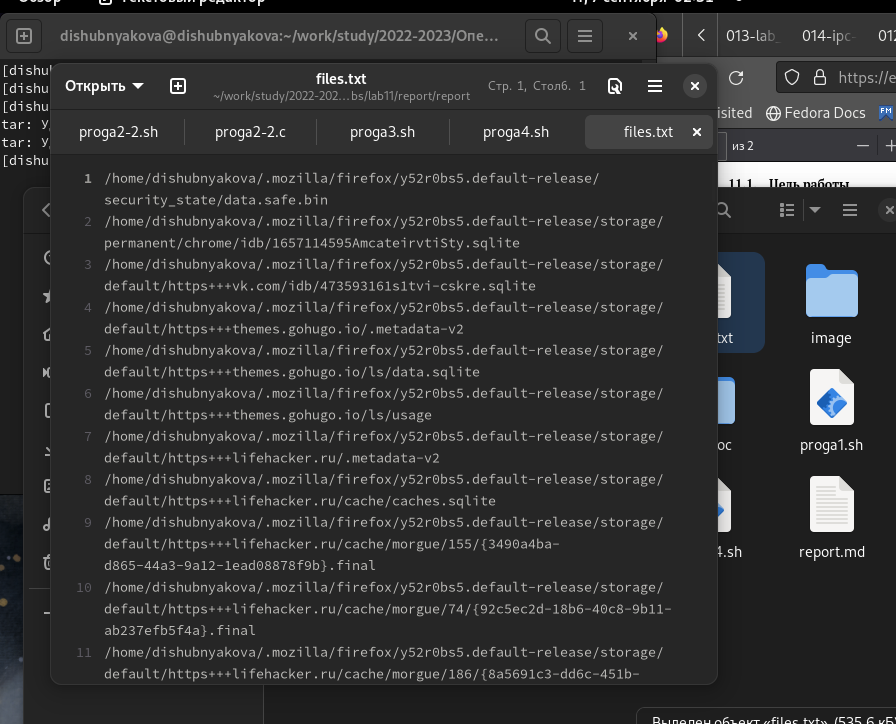 Обзор
Текстовый редактор
dishubnyakova@dishubnyakova:~/work/study/2022-2023/Опе...
013-lab_
014-ipc-
[dishu
[dishu
[dishu
tar: У
tar: У
[dishu
https://e
isited
Fedora Docs
из 2
11.1.
Цель работы
Открыть
files.txt
~/work/study/2022-202...bs/lab11/report/report
Стр. 1, Столб. 1
proga2-2.sh
proga2-2.c
proga3.sh
proga4.sh
files.txt
1 /home/dishubnyakova/.mozilla/firefox/y52r0bs5.default-release/
security_state/data.safe.bin
2 /home/dishubnyakova/.mozilla/firefox/y52r0bs5.default-release/storage/
permanent/chrome/idb/1657114595AmcateirvtiSty.sqlite
3 /home/dishubnyakova/.mozilla/firefox/y52r0bs5.default-release/storage/
default/https+++vk.com/idb/473593161s1tvi-cskre.sqlite
4 /home/dishubnyakova/.mozilla/firefox/y52r0bs5.default-release/storage/
default/https+++themes.gohugo.io/.metadata-v2
5 /home/dishubnyakova/.mozilla/firefox/y52r0bs5.default-release/storage/
default/https+++themes.gohugo.io/ls/data.sqlite
6 /home/dishubnyakova/.mozilla/firefox/y52r0bs5.default-release/storage/
default/https+++themes.gohugo.io/ls/usage
7 /home/dishubnyakova/.mozilla/firefox/y52r0bs5.default-release/storage/
default/https+++lifehacker.ru/.metadata-v2
8 /home/dishubnyakova/.mozilla/firefox/y52r0bs5.default-release/storage/
default/https+++lifehacker.ru/cache/caches.sqlite
9 /home/dishubnyakova/.mozilla/firefox/y52r0bs5.default-release/storage/
default/https+++lifehacker.ru/cache/morgue/155/{3490a4ba-
d865-44a3-9a12-1ead08878f9b}.final
10 /home/dishubnyakova/.mozilla/firefox/y52r0bs5.default-release/storage/
default/https+++lifehacker.ru/cache/morgue/74/{92c5ec2d-18b6-40c8-9b11-
ab237efb5f4a}.final
11 /home/dishubnyakova/.mozilla/firefox/y52r0bs5.default-release/storage/
default/https+++lifehacker.ru/cache/morgue/186/{8a5691c3-dd6c-451b-
txt
image
oc
proga1.sh
4.sh
report.md
Выделен объект «files.txt» (535,6 кБ